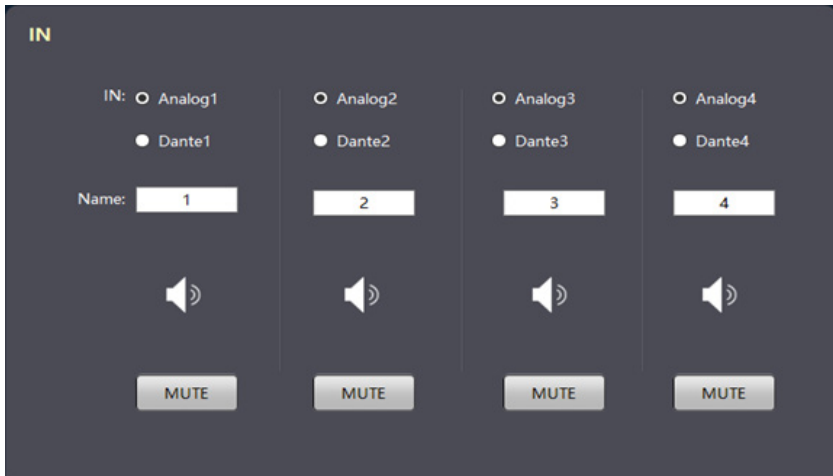 IN
IN: Analog1 Analog2 Analog3 Analog4
Dante1 Dante2 Dante3 Dante4
Name: 1 2 3 4
MUTE MUTE MUTE MUTE